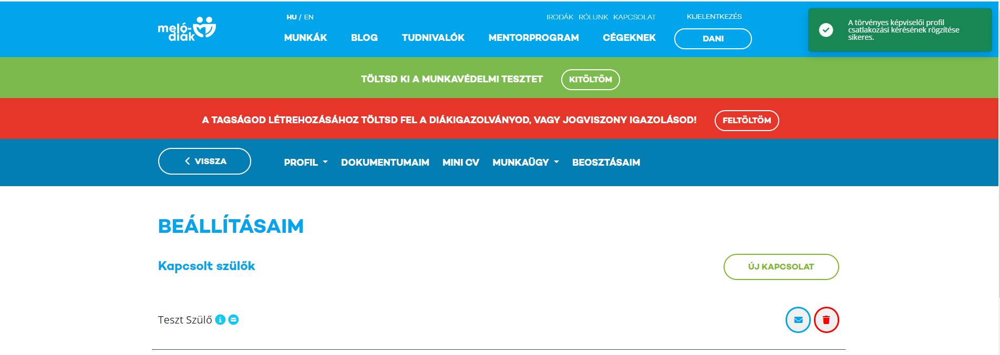 meló-
diák
HU / EN
IRODÁK RÓLUNK KAPCSOLAT
KIJELENTKEZÉS
MUNKÁK BLOG TUDNIVALÓK MENTORPROGRAM CÉGEKNEK
DANI
A törvényes képviselői profil
csatlakozási kérésének rögzítése
sikeres.
TÖLTSD KI A MUNKAVÉDELMI TESZTET
KITÖLTÖM
A TAGSÁGOD LÉTREHOZÁSÁHOZ TÖLTSD FEL A DIÁKIGAZOLVÁNYOD, VAGY JOGVISZONY IGAZOLÁSOD!
FELTÖLTÖM
VISSZA
PROFIL DOKUMENTUMAIM MINI CV MUNKAÜGY BEOSZTÁSAIM
BEÁLLÍTÁSAIM
Kapcsolt szülők
ÚJ KAPCSOLAT
Teszt Szülő